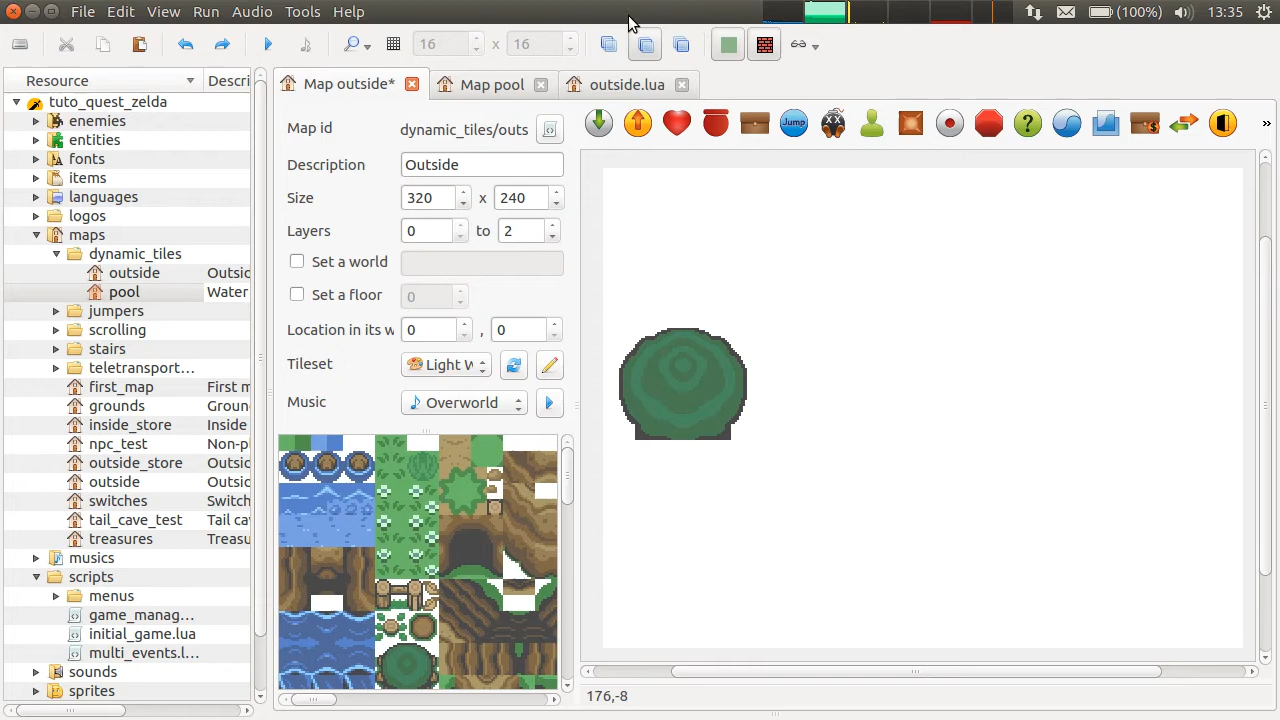 File Edit View Run Audio Tools Help (100%) 13:35
16 x 16
Resource Descri
tuto_quest_zelda
enemies
entities
fonts
items
languages
logos
maps
dynamic_tiles
outside Outsic
pool Water
jumpers
scrolling
stairs
teletransport...
first_map First m
grounds Groun
inside_store Inside
npc_test Non-pl
outside_store Outsic
outside Outsic
switches Switch
tail_cave_test Tail ca
treasures Treasu
musics
scripts
menus
game_manag...
initial_game.lua
multi_events.l...
sounds
sprites
Map outside* Map pool outside.lua
Jump ? $ »
Map id dynamic_tiles/outs
Description Outside
Size 320 x 240
Layers 0 to 2
Set a world
Set a floor 0
Location in its w 0 , 0
Tileset Light W
Music Overworld
176,-8